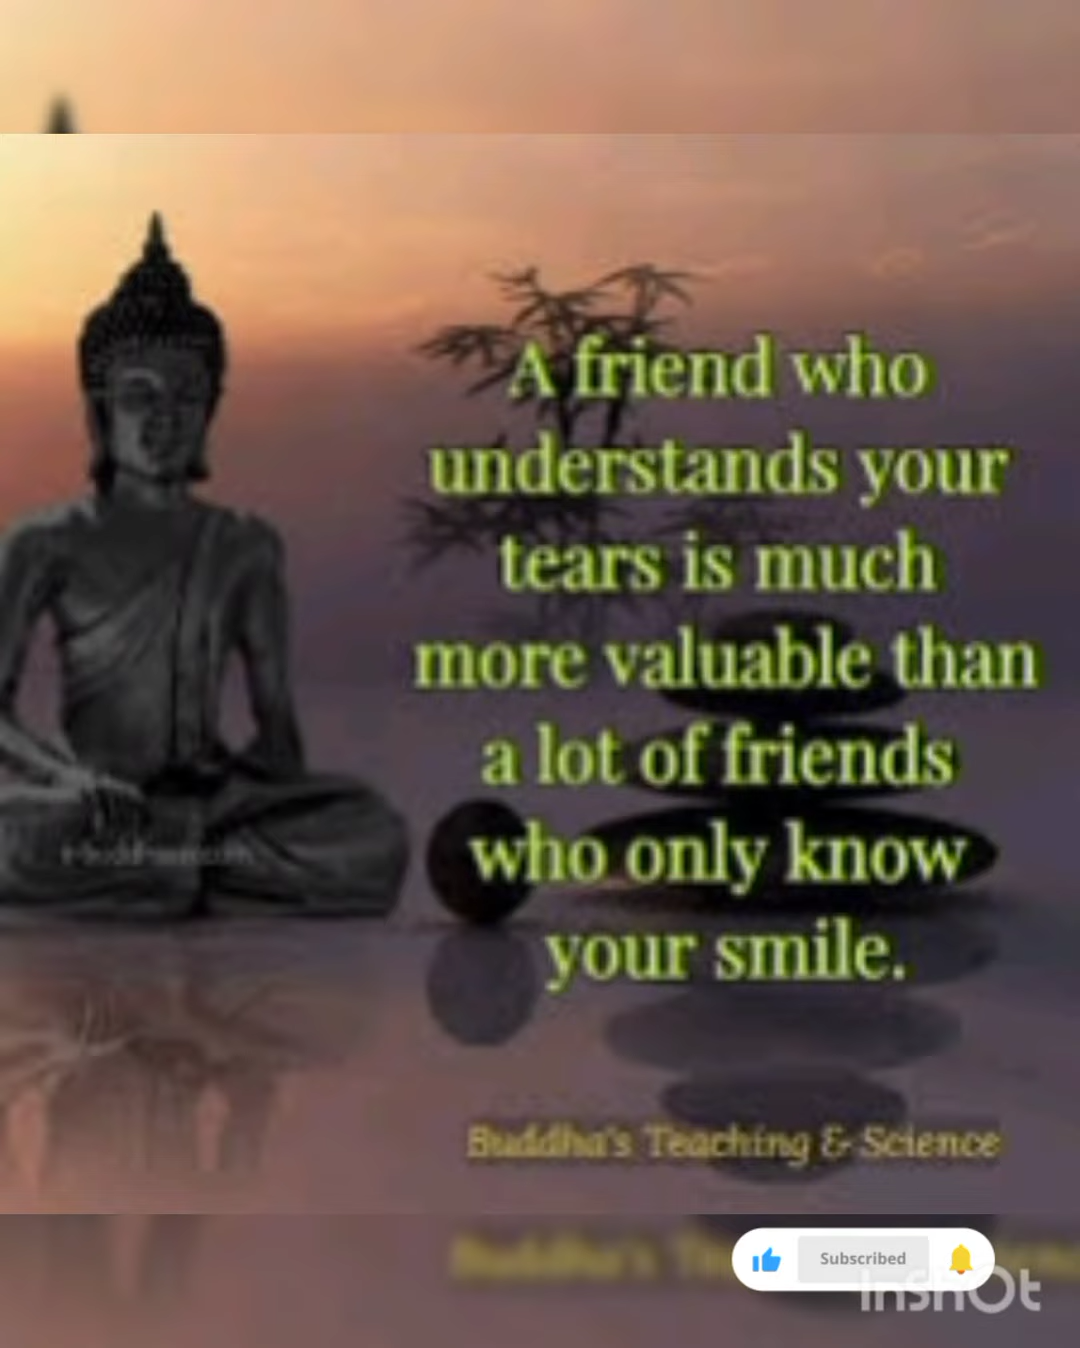 A friend who
understands your
tears is much
more valuable than
a lot of friends
who only know
your smile.
Buddha's Teaching & Science
Subscribed
InShOt